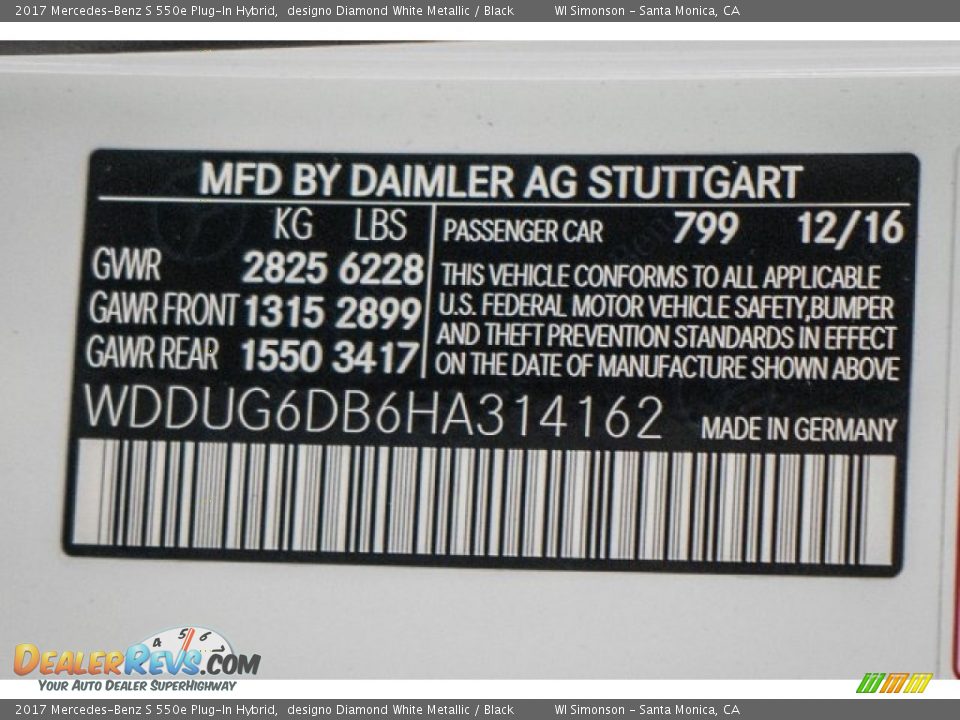 2017 Mercedes-Benz S 550e Plug-In Hybrid, designo Diamond White Metallic / Black WI Simonson - Santa Monica, CA
MFD BY DAIMLER AG STUTTGART
KG LBS
GVWR 2825 6228
GAWR FRONT 1315 2899
GAWR REAR 1550 3417
PASSENGER CAR 799 12/16
THIS VEHICLE CONFORMS TO ALL APPLICABLE
U.S. FEDERAL MOTOR VEHICLE SAFETY,BUMPER
AND THEFT PREVENTION STANDARDS IN EFFECT
ON THE DATE OF MANUFACTURE SHOWN ABOVE
WDDUG6DB6HA314162 MADE IN GERMANY
4 5 6 7
DEALERREVS.COM
YOUR AUTO DEALER SUPERHIGHWAY
2017 Mercedes-Benz S 550e Plug-In Hybrid, designo Diamond White Metallic / Black WI Simonson - Santa Monica, CA